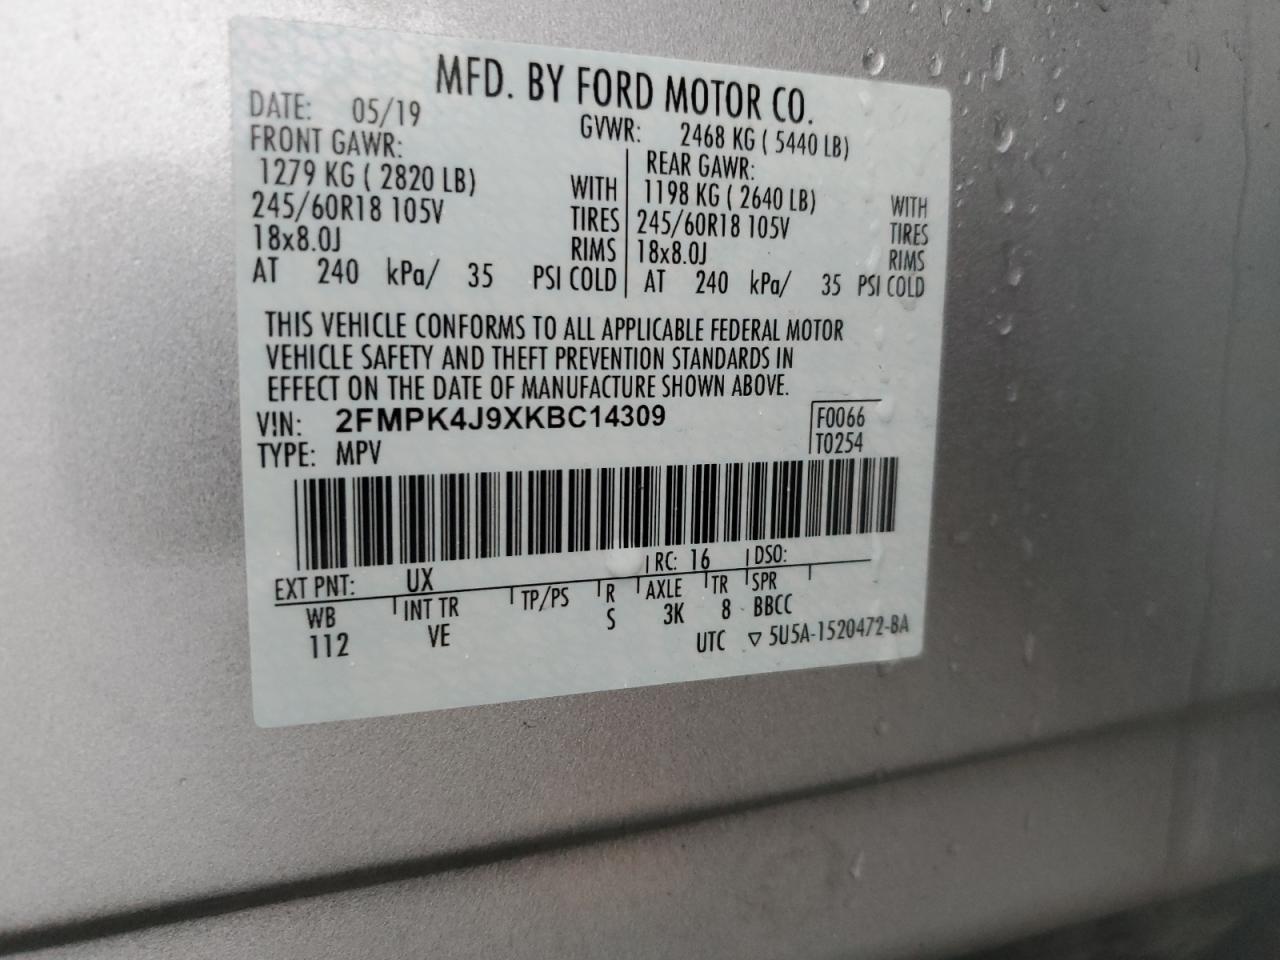 MFD. BY FORD MOTOR CO.
DATE: 05/19 GVWR: 2468 KG ( 5440 LB)
FRONT GAWR: REAR GAWR:
1279 KG ( 2820 LB) WITH 1198 KG ( 2640 LB) WITH
245/60R18 105V TIRES 245/60R18 105V TIRES
18x8.0J RIMS 18x8.0J RIMS
AT 240 kPa/ 35 PSI COLD AT 240 kPa/ 35 PSI COLD
THIS VEHICLE CONFORMS TO ALL APPLICABLE FEDERAL MOTOR
VEHICLE SAFETY AND THEFT PREVENTION STANDARDS IN
EFFECT ON THE DATE OF MANUFACTURE SHOWN ABOVE.
VIN: 2FMPK4J9XKBC14309 F0066
TYPE: MPV T0254
EXT PNT: UX RC: 16 DSO:
WB INT TR TP/PS R AXLE TR SPR
112 VE S 3K 8 BBCC
UTC ▽ 5U5A-1520472-BA